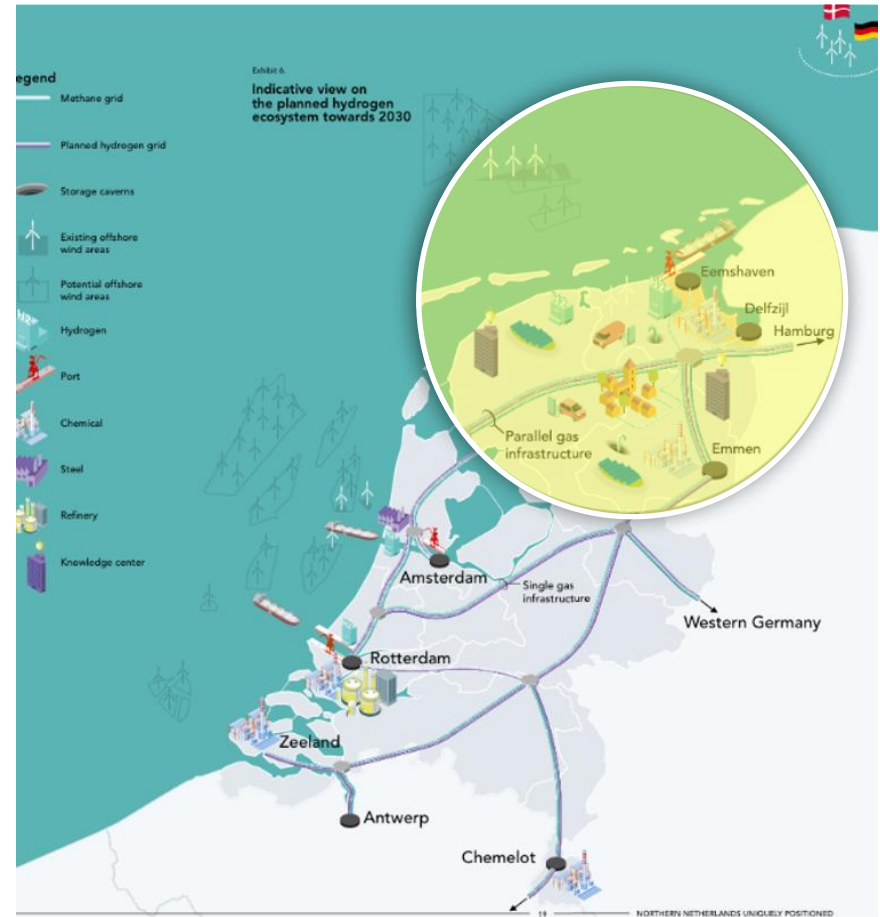 egend
Methane grid
Planned hydrogen grid
Storage caverns
Existing offshore
wind areas
Potential offshore
wind areas
Hydrogen
Port
Chemical
Steel
Refinery
Knowledge center
Exhibit 6.
Indicative view on
the planned hydrogen
ecosystem towards 2030
Eemshaven
Delfzijl
Hamburg
Parallel gas
infrastructure
Emmen
Amsterdam
Single gas
infrastructure
Western Germany
Rotterdam
Zeeland
Antwerp
Chemelot
19
NORTHERN NETHERLANDS UNIQUELY POSITIONED